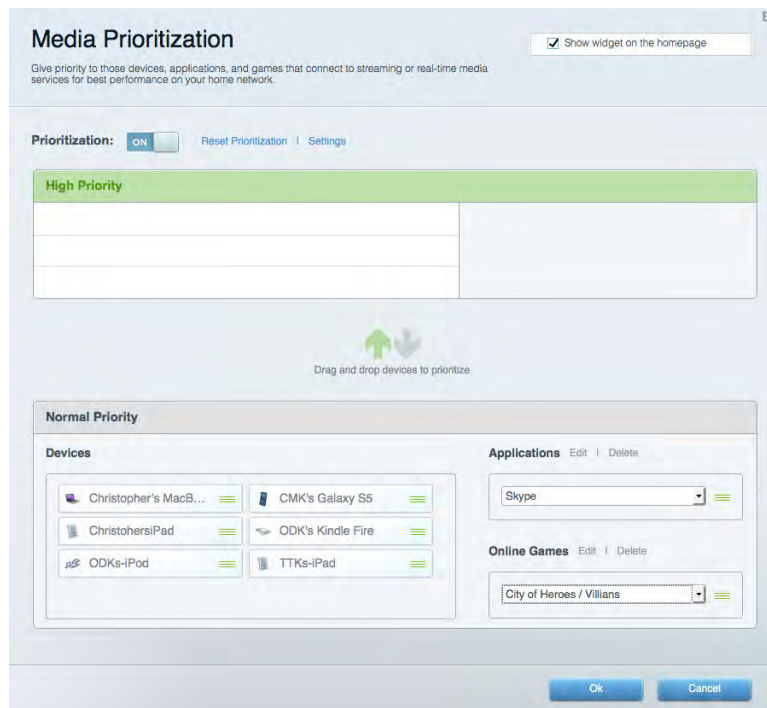 Media Prioritization
Show widget on the homepage
Give priority to those devices, applications, and games that connect to streaming or real-time media
services for best performance on your home network.
Prioritization: ON Reset Prioritization | Settings
High Priority
Drag and drop devices to prioritize
Normal Priority
Devices
Applications Edit | Delete
Christopher's MacB... CMK's Galaxy S5
Skype
ChristohersiPad ODK's Kindle Fire
ODKs-iPod TTKs-iPad
Online Games Edit | Delete
City of Heroes / Villians
Ok Cancel